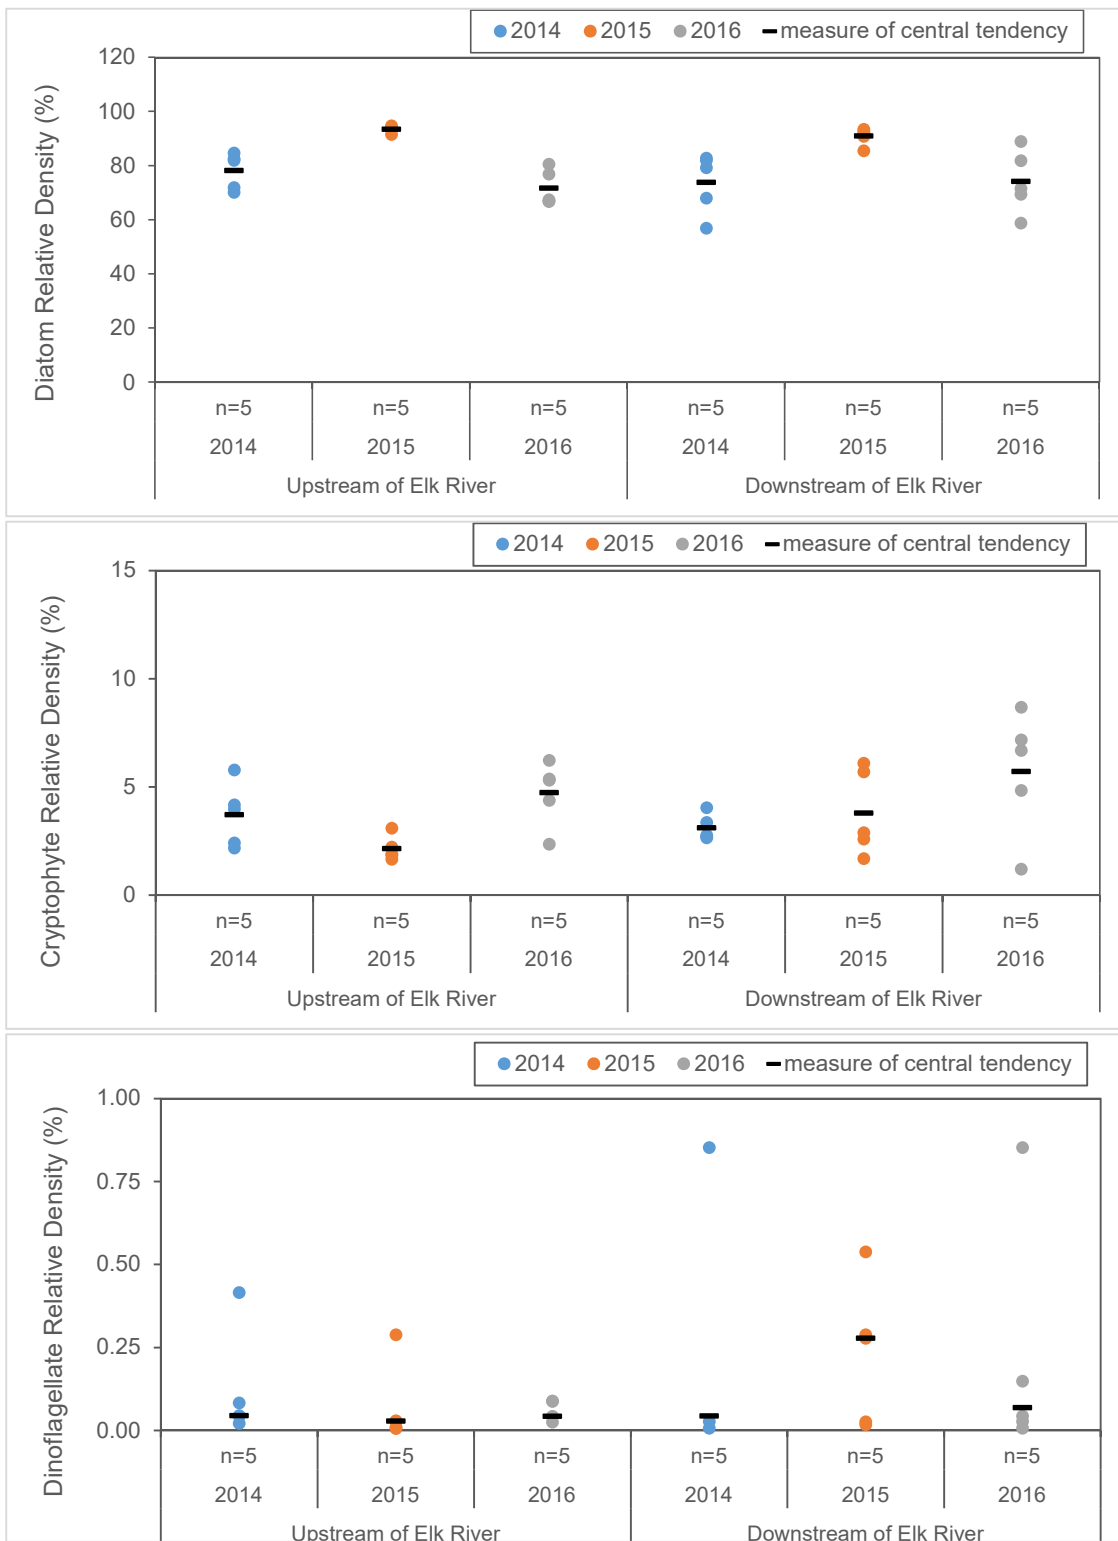 2014 2015 2016 measure of central tendency
Diatom Relative Density (%)
120
100
80
60
40
20
0
n=5 n=5 n=5 n=5 n=5 n=5
2014 2015 2016 2014 2015 2016
Upstream of Elk River Downstream of Elk River
2014 2015 2016 measure of central tendency
Cryptophyte Relative Density (%)
15
10
5
0
n=5 n=5 n=5 n=5 n=5 n=5
2014 2015 2016 2014 2015 2016
Upstream of Elk River Downstream of Elk River
2014 2015 2016 measure of central tendency
Dinoflagellate Relative Density (%)
1.00
0.75
0.50
0.25
0.00
n=5 n=5 n=5 n=5 n=5 n=5
2014 2015 2016 2014 2015 2016
Upstream of Elk River Downstream of Elk River